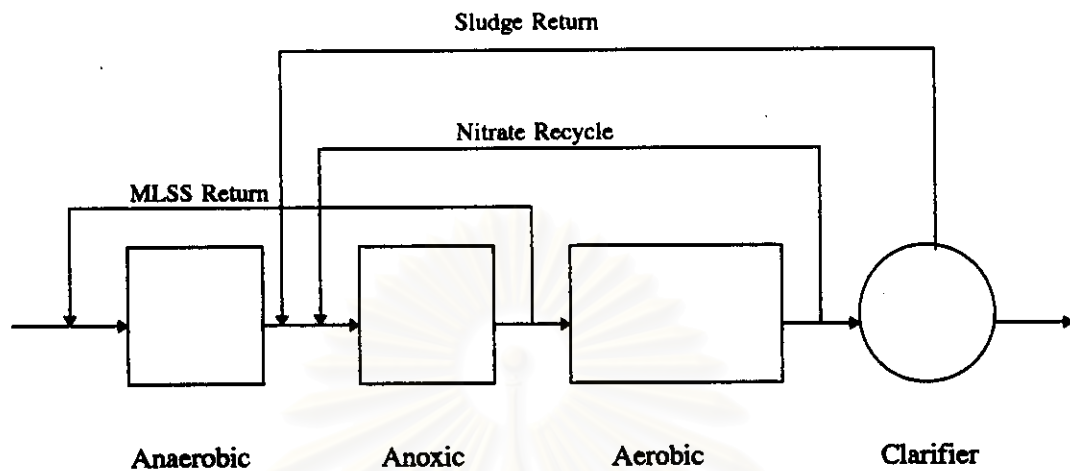 Sludge Return
Nitrate Recycle
MLSS Return
Anaerobic
Anoxic
Aerobic
Clarifier